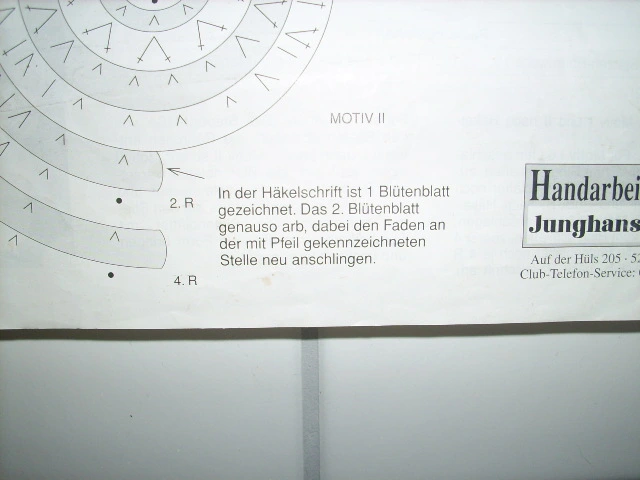 MOTIV II
2. R
In der Häkelschrift ist 1 Blütenblatt
gezeichnet. Das 2. Blütenblatt
genauso arb, dabei den Faden an
der mit Pfeil gekennzeichneten
Stelle neu anschlingen.
4. R
Handarbei
Junghans
Auf der Hüls 205 · 52
Club-Telefon-Service: